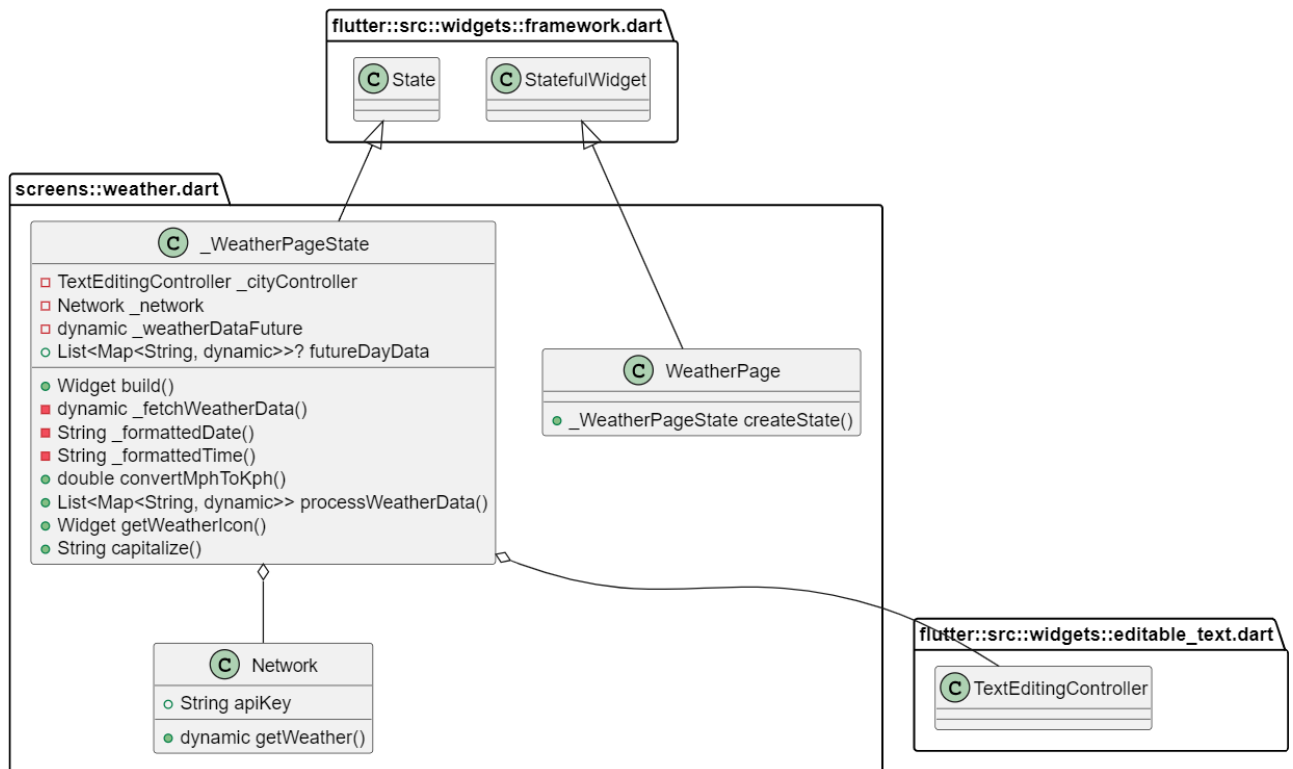 flutter::src::widgets::framework.dart
C State
C StatefulWidget
screens::weather.dart
C _WeatherPageState
TextEditingController _cityController
Network _network
dynamic _weatherDataFuture
List<Map<String, dynamic>>? futureDayData
Widget build()
dynamic _fetchWeatherData()
String _formattedDate()
String _formattedTime()
double convertMphToKph()
List<Map<String, dynamic>> processWeatherData()
Widget getWeatherIcon()
String capitalize()
C WeatherPage
_WeatherPageState createState()
C Network
String apiKey
dynamic getWeather()
flutter::src::widgets::editable_text.dart
C TextEditingController